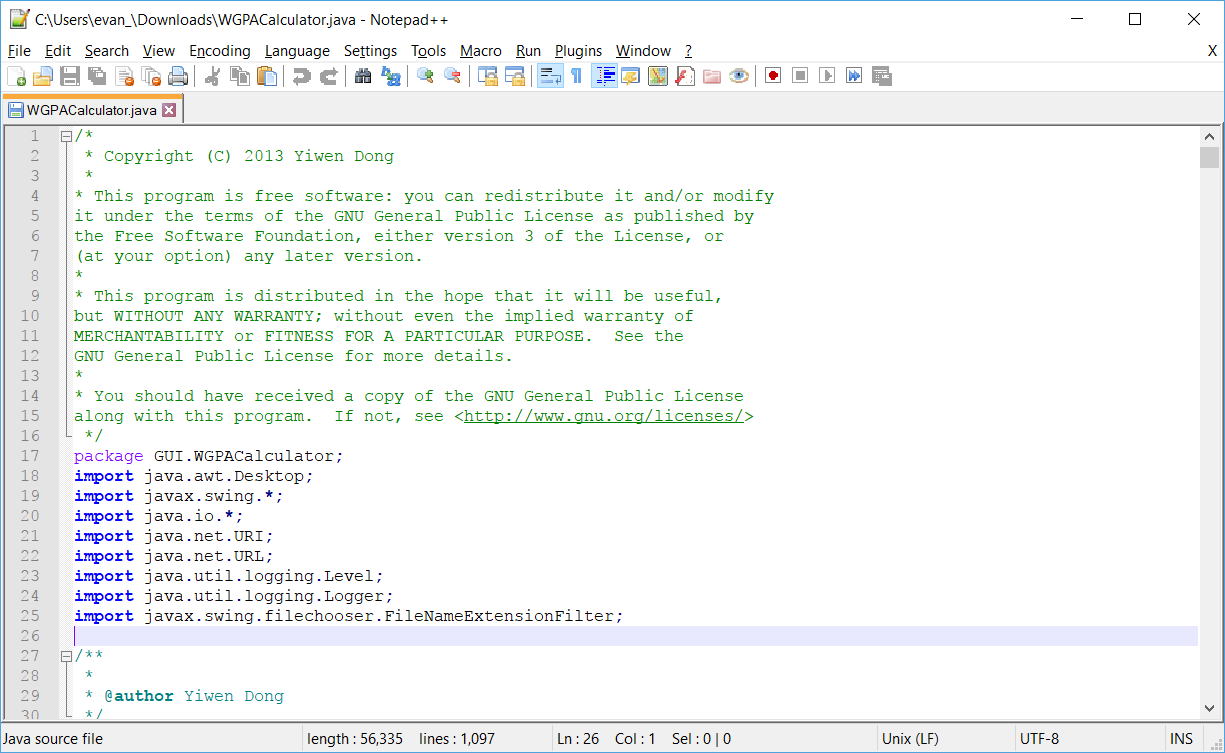 C:\Users\evan_\Downloads\WGPACalculator.java - Notepad++
File Edit Search View Encoding Language Settings Tools Macro Run Plugins Window ? X
WGPACalculator.java
1 /*
2  * Copyright (C) 2013 Yiwen Dong
3  *
4 * This program is free software: you can redistribute it and/or modify
5 it under the terms of the GNU General Public License as published by
6 the Free Software Foundation, either version 3 of the License, or
7 (at your option) any later version.
8 *
9 * This program is distributed in the hope that it will be useful,
10 but WITHOUT ANY WARRANTY; without even the implied warranty of
11 MERCHANTABILITY or FITNESS FOR A PARTICULAR PURPOSE.  See the
12 GNU General Public License for more details.
13 *
14 * You should have received a copy of the GNU General Public License
15 along with this program.  If not, see <http://www.gnu.org/licenses/>
16  */
17 package GUI.WGPACalculator;
18 import java.awt.Desktop;
19 import javax.swing.*;
20 import java.io.*;
21 import java.net.URI;
22 import java.net.URL;
23 import java.util.logging.Level;
24 import java.util.logging.Logger;
25 import javax.swing.filechooser.FileNameExtensionFilter;
26
27 /**
28  *
29  * @author Yiwen Dong
30  */
Java source file length : 56,335 lines : 1,097 Ln : 26 Col : 1 Sel : 0 | 0 Unix (LF) UTF-8 INS